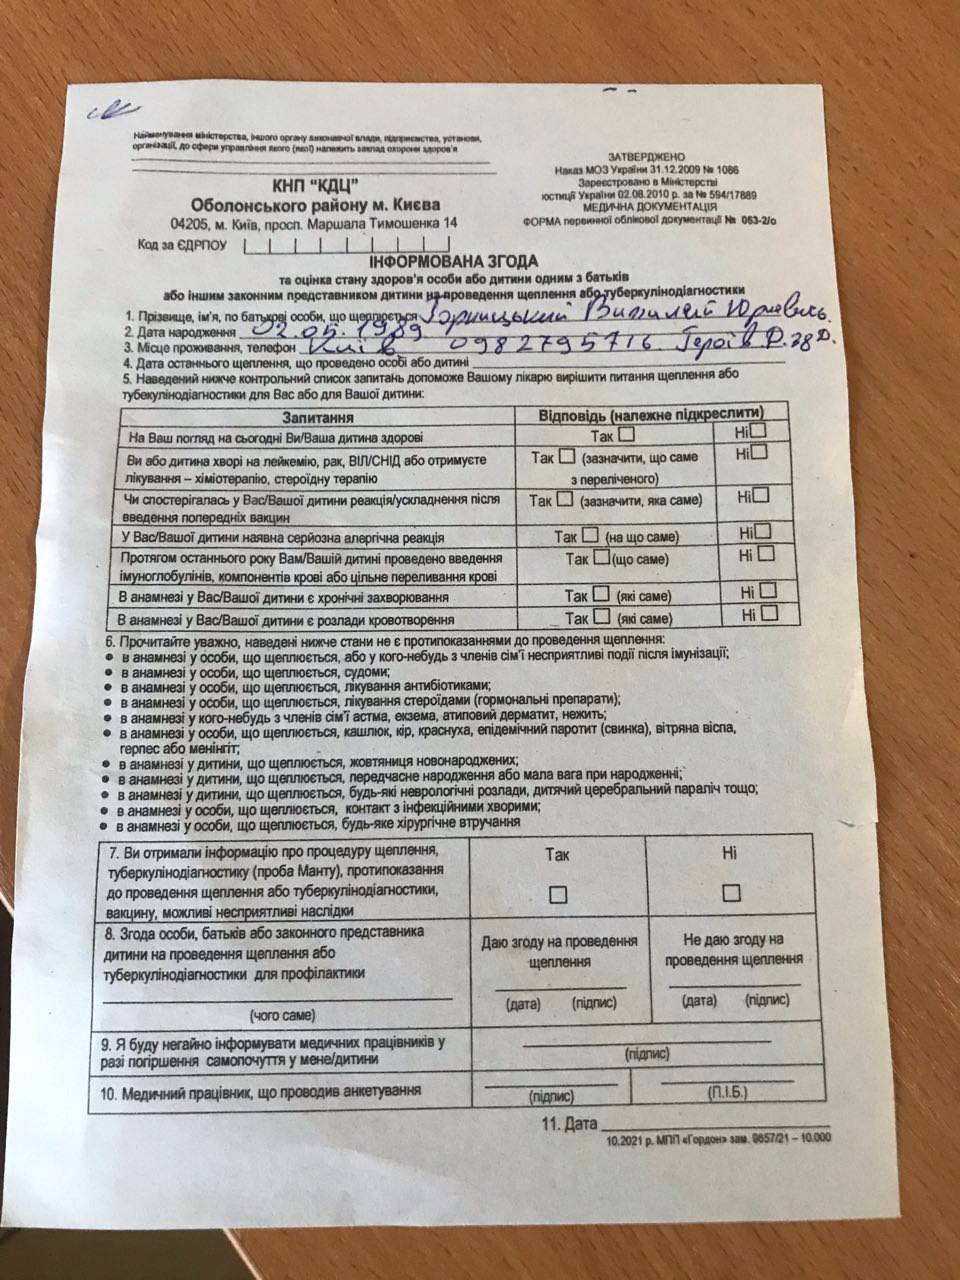 Найменування міністерства, іншого органу виконавчої влади, підприємства, установи,
організації, до сфери управління якого (якої) належить заклад охорони здоров'я
КНП “КДЦ”
Оболонського району м. Києва
04205, м. Київ, просп. Маршала Тимошенка 14
Код за ЄДРПОУ
ЗАТВЕРДЖЕНО
Наказ МОЗ України 31.12.2009 № 1086
Зареєстровано в Міністерстві
юстиції України 02.08.2010 р. за № 594/17889
МЕДИЧНА ДОКУМЕНТАЦІЯ
ФОРМА первинної облікової документації № 063-2/о
ІНФОРМОВАНА ЗГОДА
та оцінка стану здоров'я особи або дитини одним з батьків
або іншим законним представником дитини на проведення щеплення або туберкулінодіагностики
1. Прізвище, ім'я, по батькові особи, що щеплюється Віталій
2. Дата народження 02.05.1989
3. Місце проживання, телефон Київ 0982795716 Героїв Д. 38Д.
4. Дата останнього щеплення, що проведено особі або дитині
5. Наведений нижче контрольний список запитань допоможе Вашому лікарю вирішити питання щеплення або
тубекулінодіагностики для Вас або для Вашої дитини:
Запитання Відповідь (належне підкреслити)
На Ваш погляд на сьогодні Ви/Ваша дитина здорові Так Ні
Ви або дитина хворі на лейкемію, рак, ВІЛ/СНІД або отримуєте Так (зазначити, що саме Ні
лікування – хіміотерапію, стероїдну терапію з переліченого)
Чи спостерігалась у Вас/Вашої дитини реакція/ускладнення після Так (зазначити, яка саме) Ні
введення попередніх вакцин
У Вас/Вашої дитини наявна серйозна алергічна реакція Так (на що саме) Ні
Протягом останнього року Вам/Вашій дитині проведено введення Так (що саме) Ні
імуноглобулінів, компонентів крові або цільне переливання крові
В анамнезі у Вас/Вашої дитини є хронічні захворювання Так (які саме) Ні
В анамнезі у Вас/Вашої дитини є розлади кровотворення Так (які саме) Ні
6. Прочитайте уважно, наведені нижче стани не є протипоказаннями до проведення щеплення:
● в анамнезі у особи, що щеплюється, або у кого-небудь з членів сім'ї несприятливі події після імунізації;
● в анамнезі у особи, що щеплюється, судоми;
● в анамнезі у особи, що щеплюється, лікування антибіотиками;
● в анамнезі у особи, що щеплюється, лікування стероїдами (гормональні препарати);
● в анамнезі у кого-небудь з членів сім'ї астма, екзема, атиповий дерматит, нежить;
● в анамнезі у особи, що щеплюється, кашлюк, кір, краснуха, епідемічний паротит (свинка), вітряна віспа,
герпес або менінгіт;
● в анамнезі у дитини, що щеплюється, жовтяниця новонароджених;
● в анамнезі у дитини, що щеплюється, передчасне народження або мала вага при народженні;
● в анамнезі у дитини, що щеплюється, будь-які неврологічні розлади, дитячий церебральний параліч тощо;
● в анамнезі у особи, що щеплюється, контакт з інфекційними хворими;
● в анамнезі у особи, що щеплюється, будь-яке хірургічне втручання
7. Ви отримали інформацію про процедуру щеплення, Так Ні
туберкулінодіагностику (проба Манту), протипоказання
до проведення щеплення або туберкулінодіагностики,
вакцину, можливі несприятливі наслідки
8. Згода особи, батьків або законного представника
дитини на проведення щеплення або
туберкулінодіагностики для профілактики
(чого саме)
Даю згоду на проведення
щеплення
(дата) (підпис)
Не даю згоду на
проведення щеплення
(дата) (підпис)
9. Я буду негайно інформувати медичних працівників у
разі погіршення самопочуття у мене/дитини
(підпис)
10. Медичний працівник, що проводив анкетування
(підпис) (П.І.Б.)
11. Дата
10.2021 р. МПП «Гордон» зам. 9657/21 – 10.000